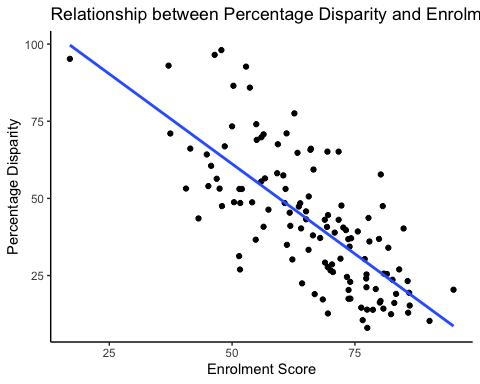 Relationship between Percentage Disparity and Enrolm
100
75
50
25
Percentage Disparity
25
50
75
Enrolment Score